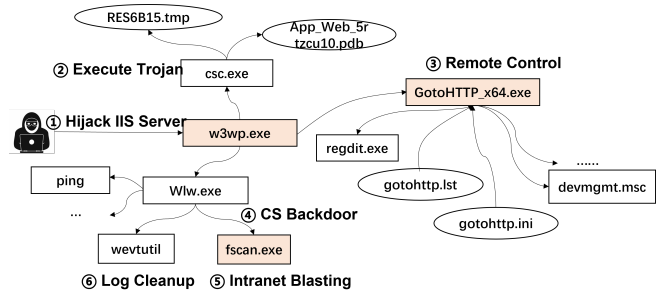 RES6B15.tmp
App_Web_5r
tzcu10.pdb
② Execute Trojan
csc.exe
③ Remote Control
GotoHTTP_x64.exe
① Hijack IIS Server
w3wp.exe
regdit.exe
ping
Wlw.exe
gotohttp.lst
......
devmgmt.msc
...
④ CS Backdoor
gotohttp.ini
wevtutil
fscan.exe
⑥ Log Cleanup
⑤ Intranet Blasting